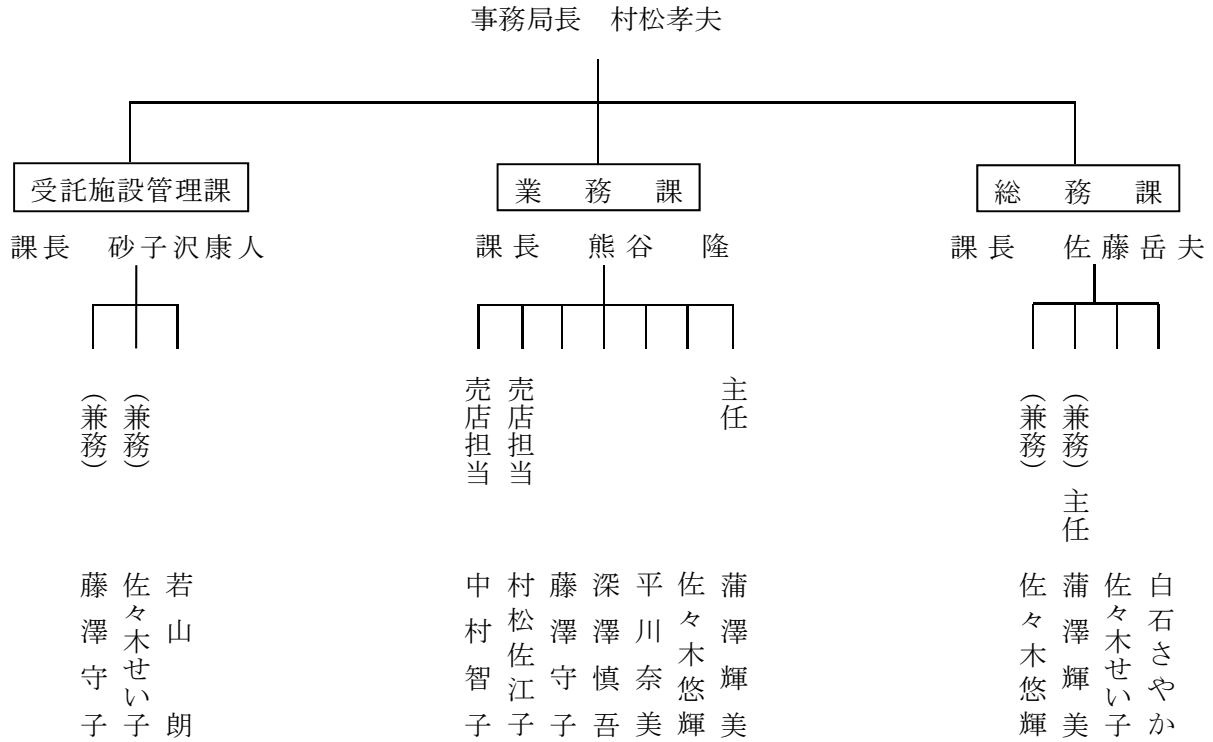 事務局長　村松孝夫
受託施設管理課
業　務　課
総　務　課
課長　砂子沢康人
課長　熊谷　隆
課長　佐藤岳夫
若山　朗
（兼務）　佐々木せい子
（兼務）　藤澤守子
主任　蒲澤輝美
佐々木悠輝
平川奈美
深澤慎吾
藤澤守子
売店担当　村松佐江子
売店担当　中村智子
白石さやか
佐々木せい子
（兼務）主任　蒲澤輝美
（兼務）　佐々木悠輝